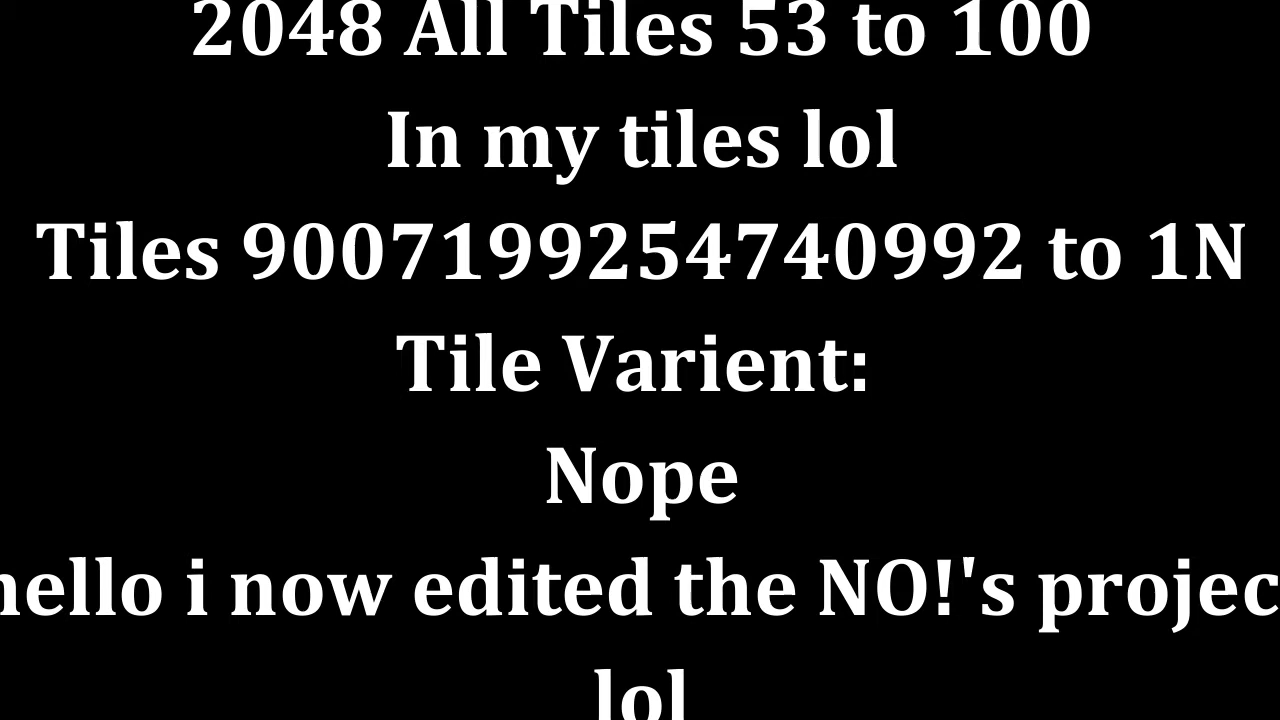 2048 All Tiles 53 to 100
In my tiles lol
Tiles 9007199254740992 to 1N
Tile Varient:
Nope
hello i now edited the NO!'s projec
lol